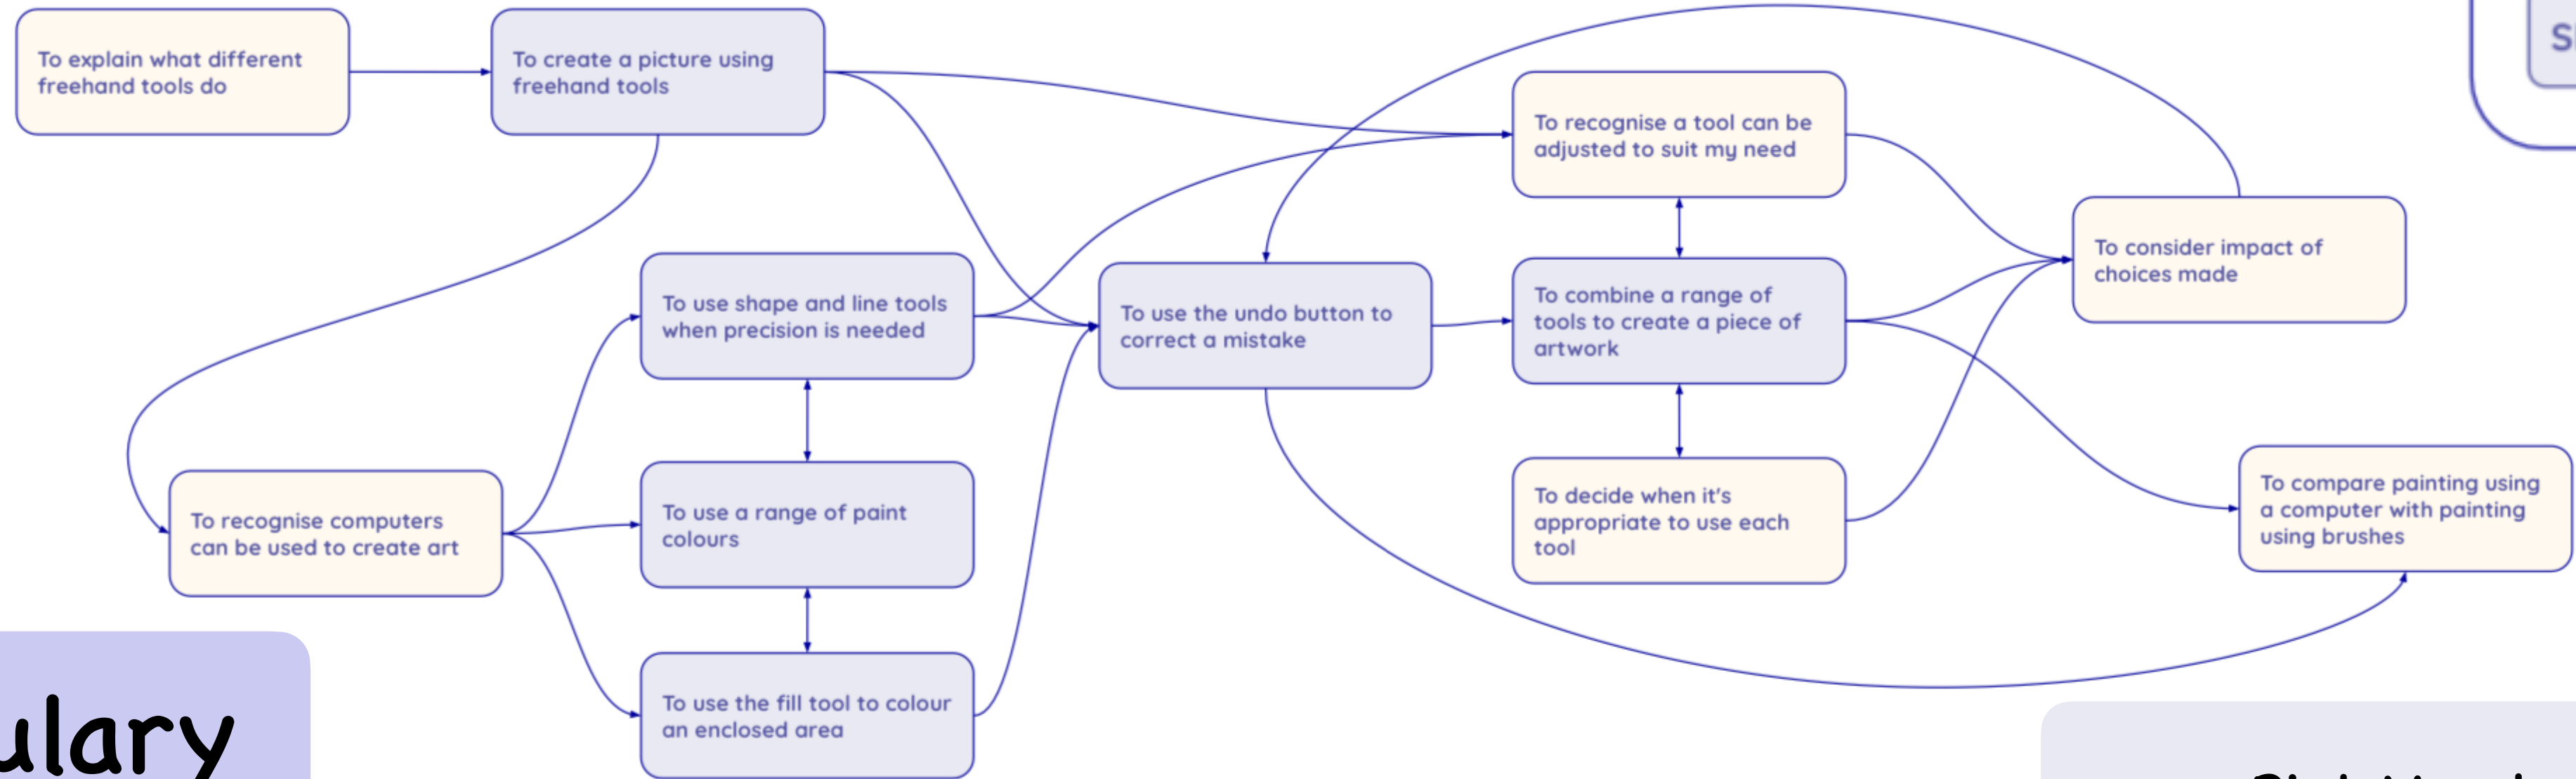 To explain what different
freehand tools do
To create a picture using
freehand tools
To recognise a tool can be
adjusted to suit my need
To consider impact of
choices made
To use shape and line tools
when precision is needed
To use the undo button to
correct a mistake
To combine a range of
tools to create a piece of
artwork
To recognise computers
can be used to create art
To use a range of paint
colours
To decide when it's
appropriate to use each
tool
To compare painting using
a computer with painting
using brushes
To use the fill tool to colour
an enclosed area
ulary